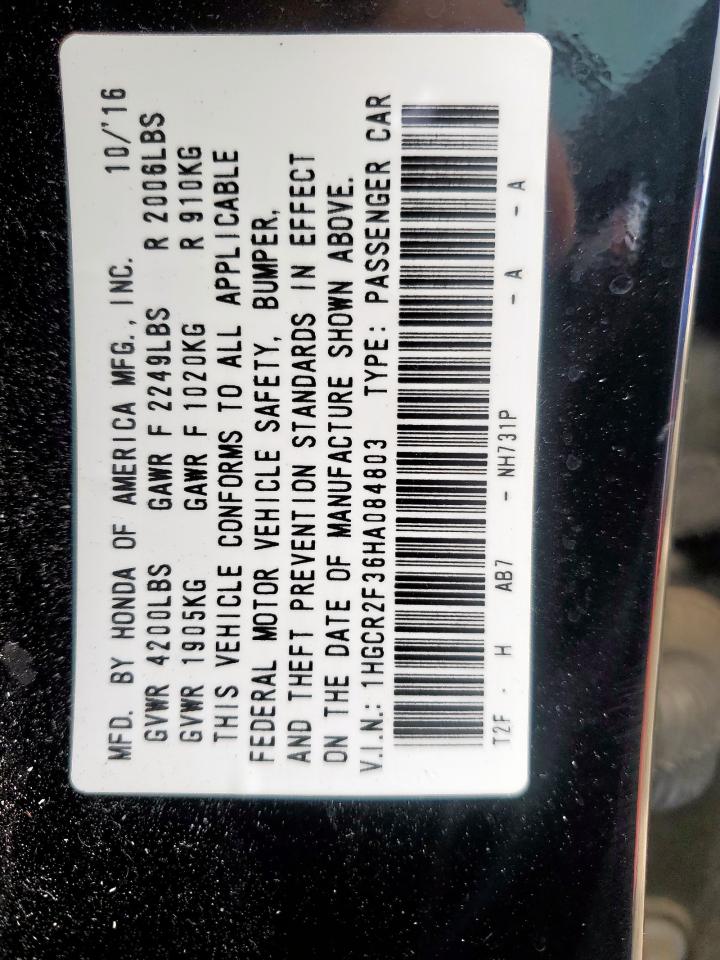 MFD. BY HONDA OF AMERICA MFG., INC. 10/'16
GVWR 4200LBS GAWR F 2249LBS R 2006LBS
GVWR 1905KG GAWR F 1020KG R 910KG
THIS VEHICLE CONFORMS TO ALL APPLICABLE
FEDERAL MOTOR VEHICLE SAFETY, BUMPER,
AND THEFT PREVENTION STANDARDS IN EFFECT
ON THE DATE OF MANUFACTURE SHOWN ABOVE.
V.I.N.: 1HGCR2F36HA084803 TYPE: PASSENGER CAR
T2F - H AB7 - NH731P - A - A